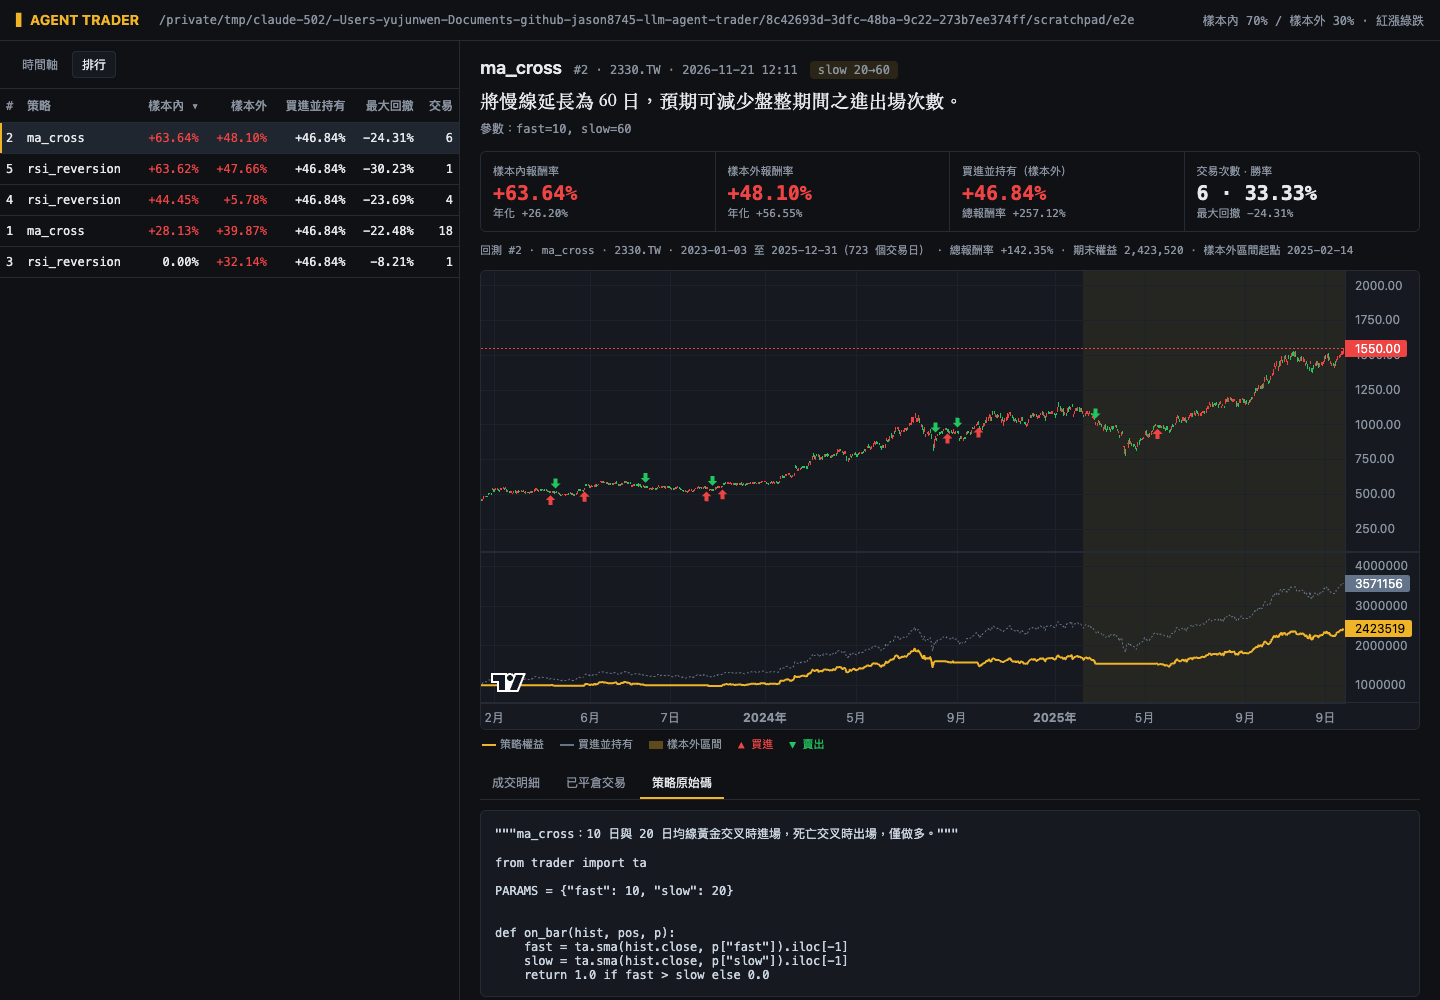 AGENT TRADER /private/tmp/claude-502/-Users-yujunwen-Documents-github-jason8745-llm-agent-trader/8c42693d-3dfc-48ba-9c22-273b7ee374ff/scratchpad/e2e 樣本內 70% / 樣本外 30% · 紅漲綠跌
時間軸 排行
# 策略 樣本內 ▼ 樣本外 買進並持有 最大回撤 交易
2 ma_cross +63.64% +48.10% +46.84% −24.31% 6
5 rsi_reversion +63.62% +47.66% +46.84% −30.23% 1
4 rsi_reversion +44.45% +5.78% +46.84% −23.69% 4
1 ma_cross +28.13% +39.87% +46.84% −22.48% 18
3 rsi_reversion 0.00% +32.14% +46.84% −8.21% 1
ma_cross #2 · 2330.TW · 2026-11-21 12:11 slow 20→60
將慢線延長為 60 日，預期可減少盤整期間之進出場次數。
參數：fast=10, slow=60
樣本內報酬率
+63.64%
年化 +26.20%
樣本外報酬率
+48.10%
年化 +56.55%
買進並持有（樣本外）
+46.84%
總報酬率 +257.12%
交易次數 · 勝率
6 · 33.33%
最大回撤 −24.31%
回測 #2 · ma_cross · 2330.TW · 2023-01-03 至 2025-12-31（723 個交易日） · 總報酬率 +142.35% · 期末權益 2,423,520 · 樣本外區間起點 2025-02-14
2000.00
1750.00
1550.00
1250.00
1000.00
750.00
500.00
250.00
4000000
3571156
3000000
2423519
2000000
1000000
2月 6月 7日 2024年 5月 9月 2025年 5月 9月 9日
策略權益 買進並持有 樣本外區間 ▲ 買進 ▼ 賣出
成交明細 已平倉交易 策略原始碼
"""ma_cross：10 日與 20 日均線黃金交叉時進場，死亡交叉時出場，僅做多。"""
from trader import ta
PARAMS = {"fast": 10, "slow": 20}
def on_bar(hist, pos, p):
fast = ta.sma(hist.close, p["fast"]).iloc[-1]
slow = ta.sma(hist.close, p["slow"]).iloc[-1]
return 1.0 if fast > slow else 0.0